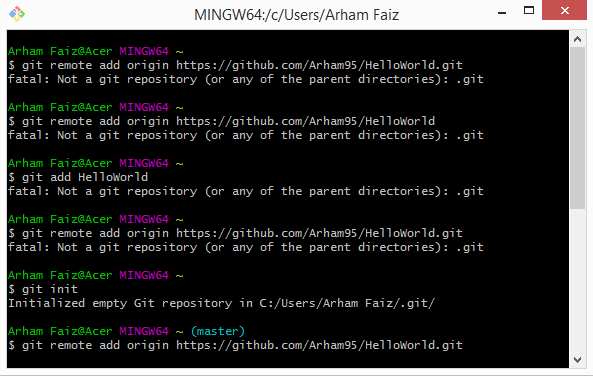 MINGW64:/c/Users/Arham Faiz
Arham Faiz@Acer MINGW64 ~
$ git remote add origin https://github.com/Arham95/HelloWorld.git
fatal: Not a git repository (or any of the parent directories): .git
Arham Faiz@Acer MINGW64 ~
$ git remote add origin https://github.com/Arham95/HelloWorld
fatal: Not a git repository (or any of the parent directories): .git
Arham Faiz@Acer MINGW64 ~
$ git add HelloWorld
fatal: Not a git repository (or any of the parent directories): .git
Arham Faiz@Acer MINGW64 ~
$ git remote add origin https://github.com/Arham95/HelloWorld.git
fatal: Not a git repository (or any of the parent directories): .git
Arham Faiz@Acer MINGW64 ~
$ git init
Initialized empty Git repository in C:/Users/Arham Faiz/.git/
Arham Faiz@Acer MINGW64 ~ (master)
$ git remote add origin https://github.com/Arham95/HelloWorld.git